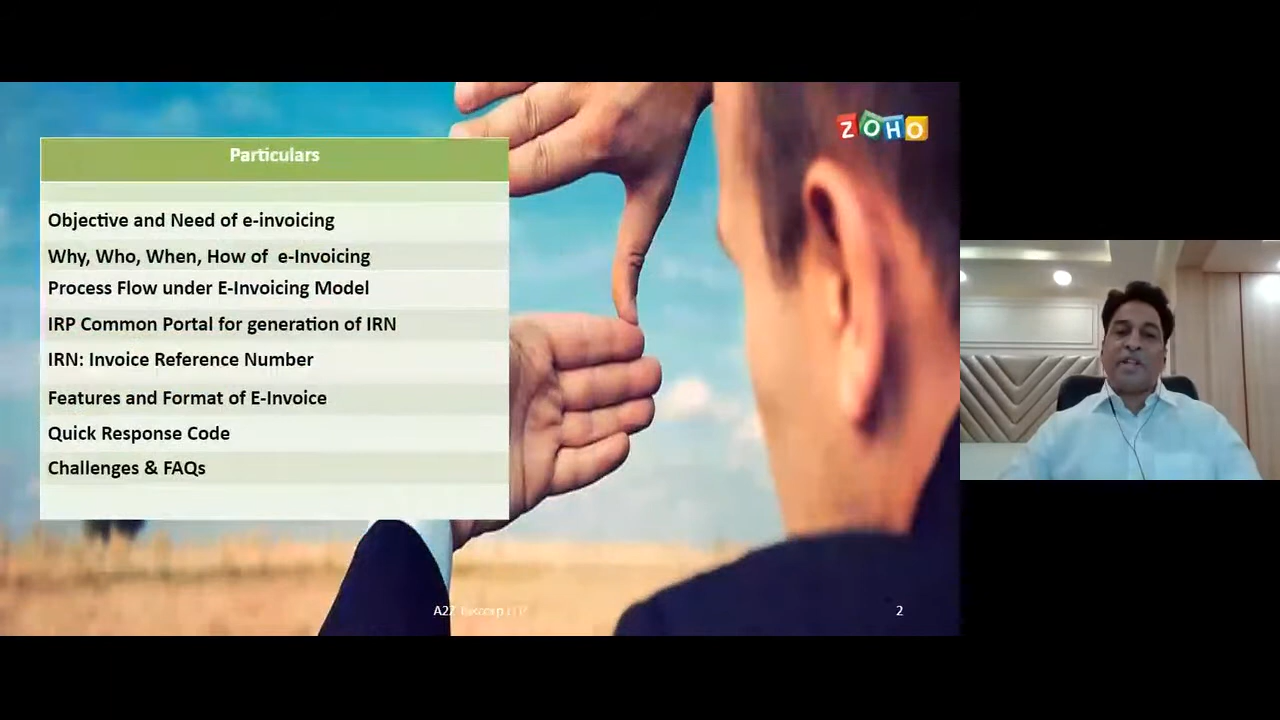 ZOHO
Particulars
Objective and Need of e-invoicing
Why, Who, When, How of  e-Invoicing
Process Flow under E-Invoicing Model
IRP Common Portal for generation of IRN
IRN: Invoice Reference Number
Features and Format of E-Invoice
Quick Response Code
Challenges & FAQs
A2Z
2